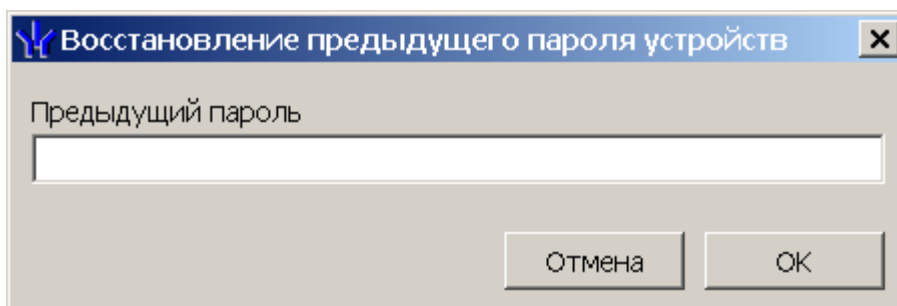 Восстановление предыдущего пароля устройств
Предыдущий пароль
Отмена
OK